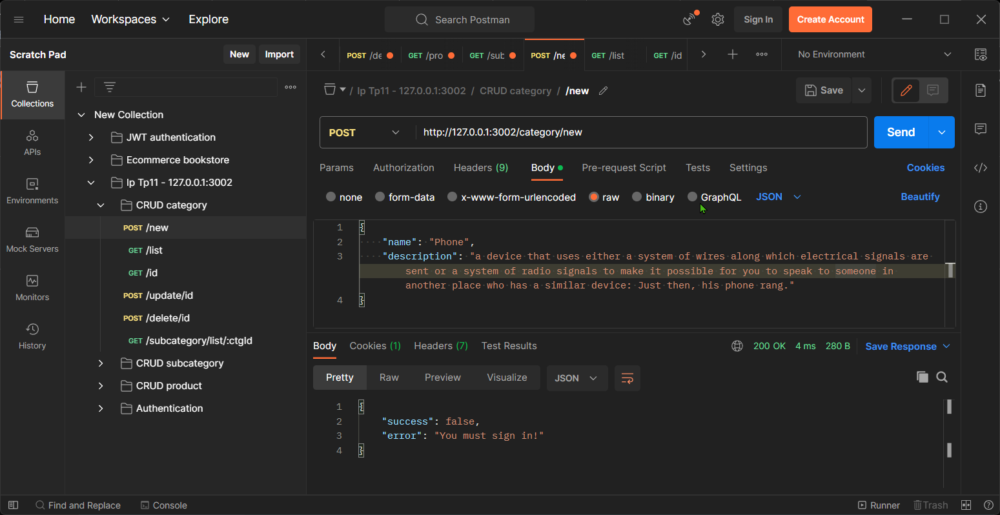 Home Workspaces Explore Search Postman Sign In Create Account
Scratch Pad New Import
POST /de GET /pro GET /sub POST /ne GET /list GET /id No Environment
Collections
APIs
Environments
Mock Servers
Monitors
History
New Collection
JWT authentication
Ecommerce bookstore
Ip Tp11 - 127.0.0.1:3002
CRUD category
POST /new
GET /list
GET /id
POST /update/id
POST /delete/id
GET /subcategory/list/:ctgId
CRUD subcategory
CRUD product
Authentication
/ Ip Tp11 - 127.0.0.1:3002 / CRUD category / /new Save
POST http://127.0.0.1:3002/category/new Send
Params Authorization Headers (9) Body Pre-request Script Tests Settings Cookies
none form-data x-www-form-urlencoded raw binary GraphQL JSON Beautify
1 {
2 "name": "Phone",
3 "description": "a device that uses either a system of wires along which electrical signals are
sent or a system of radio signals to make it possible for you to speak to someone in
another place who has a similar device: Just then, his phone rang."
4 }
Body Cookies (1) Headers (7) Test Results 200 OK 4 ms 280 B Save Response
Pretty Raw Preview Visualize JSON
1 {
2 "success": false,
3 "error": "You must sign in!"
4 }
Find and Replace Console Runner Trash